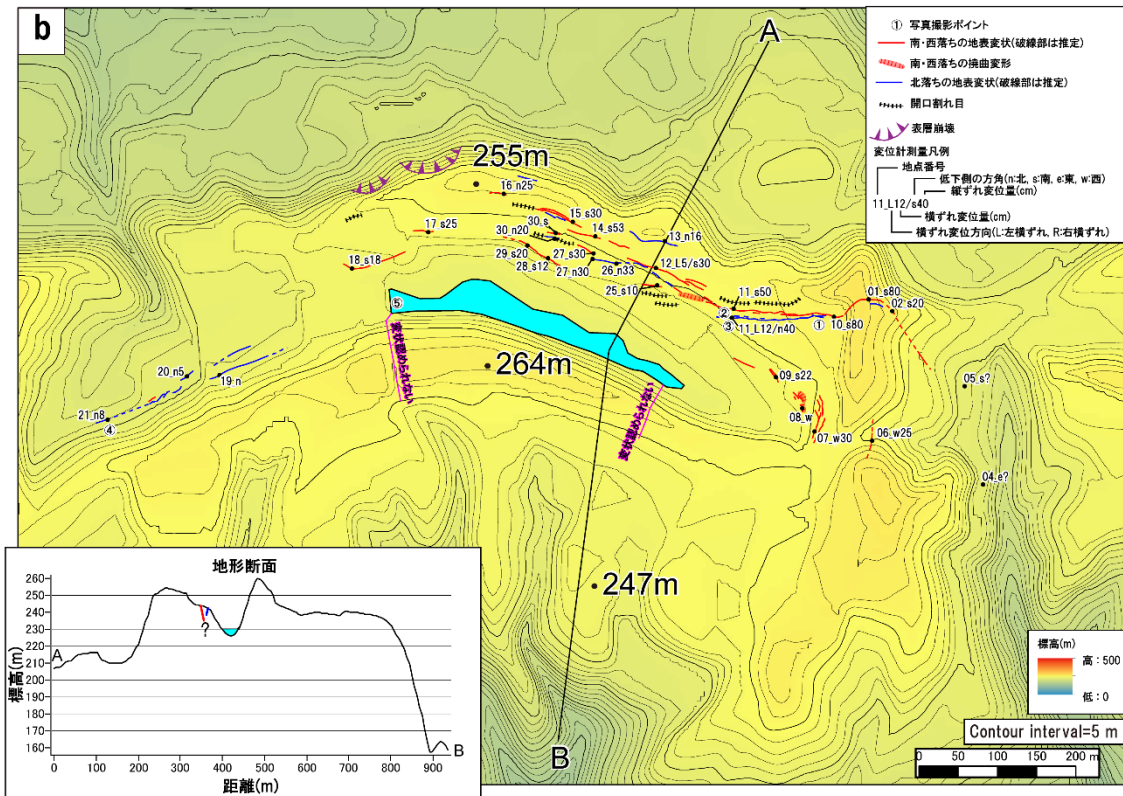 b
A
① 写真撮影ポイント
南・西落ちの地表変状(破線部は推定)
南・西落ちの撓曲変形
北落ちの地表変状(破線部は推定)
開口割れ目
表層崩壊
変位計測量凡例
地点番号
低下側の方角(n:北, s:南, e:東, w:西)
縦ずれ変位量(cm)
11_L12/s40
横ずれ変位量(cm)
横ずれ変位方向(L:左横ずれ, R:右横ずれ)
255m
16_n25
15_s30
17_s25
30_s
14_s53
13_n16
30_n20
29_s20
27_s30
18_s18
28_s12
27_n30
26_n33
12_L5/s30
25_s10
11_s50
01_s80
02_s20
⑤
②
③
11_L12/n40
①
10_s80
変状認められない
264m
20_n5
19_n
09_s22
05_s?
21_n8
④
08_w
07_w30
06_w25
04_e?
247m
B
地形断面
260
250
240
230
220
210
200
190
180
170
160
標高(m)
A
?
B
0 100 200 300 400 500 600 700 800 900
距離(m)
標高(m)
高:500
低:0
Contour interval=5 m
0 50 100 150 200 m